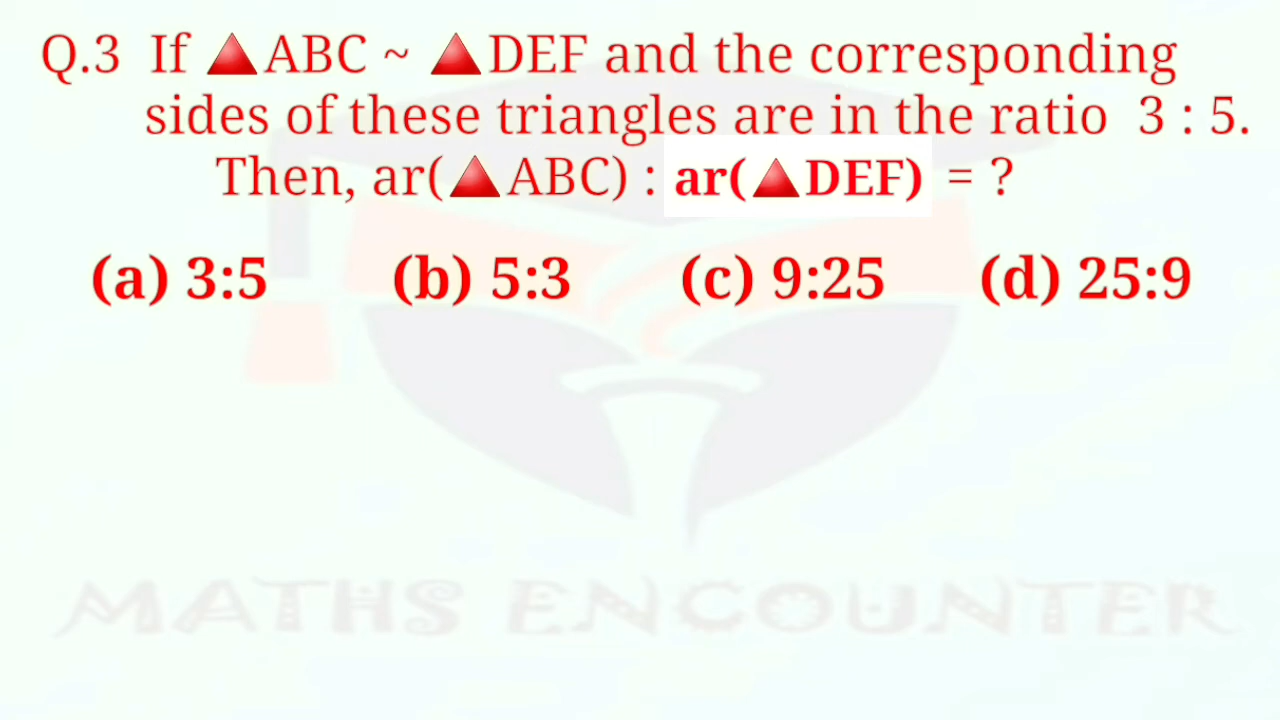 Q.3 If 🔺ABC ~ 🔺DEF and the corresponding
sides of these triangles are in the ratio 3 : 5.
Then, ar(🔺ABC) : ar(🔺DEF) = ?
(a) 3:5 (b) 5:3 (c) 9:25 (d) 25:9
MATHS ENCOUNTER